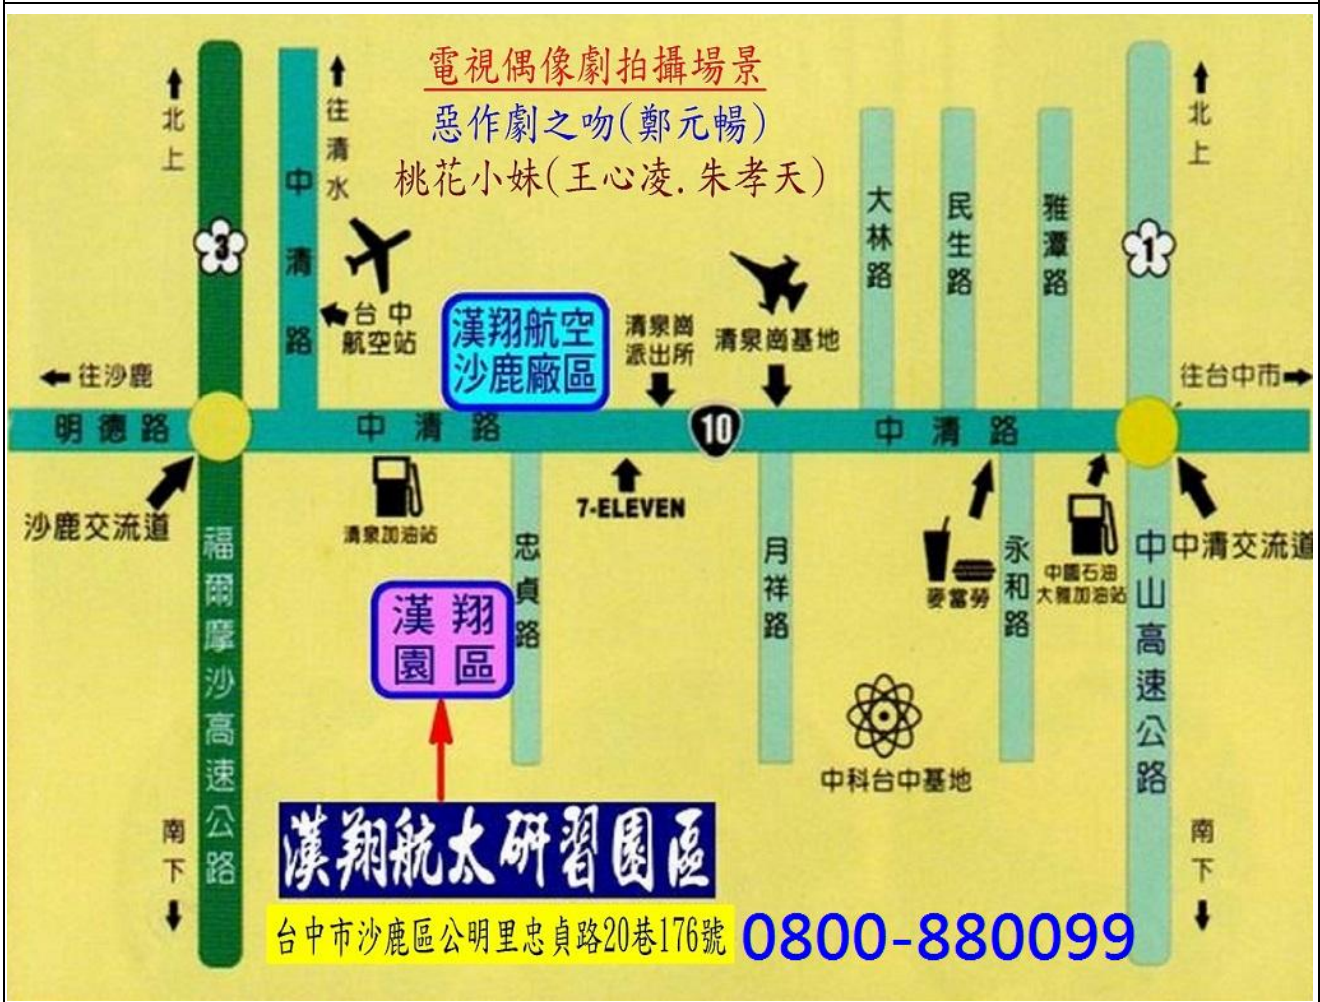 電視偶像劇拍攝場景
惡作劇之吻(鄭元暢)
桃花小妹(王心凌.朱孝天)
北上
往清水
中清路
3
台中
航空站
漢翔航空
沙鹿廠區
清泉崗
派出所
清泉崗基地
大林路
民生路
雅潭路
北上
1
往沙鹿
往台中市
明德路
中清路
10
中清路
沙鹿交流道
清泉加油站
7-ELEVEN
忠貞路
月祥路
麥當勞
永和路
中國石油
大雅加油站
中清交流道
福爾摩沙高速公路
中山高速公路
漢翔
園區
中科台中基地
南下
南下
漢翔航太研習園區
台中市沙鹿區公明里忠貞路20巷176號
0800-880099